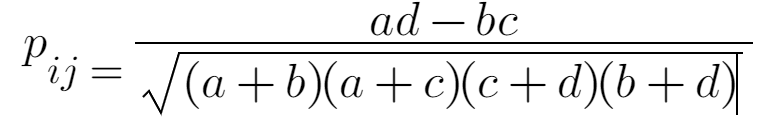 p_{ij} = \frac{ad - bc}{\sqrt{(a + b)(a + c)(c + d)(b + d)}}